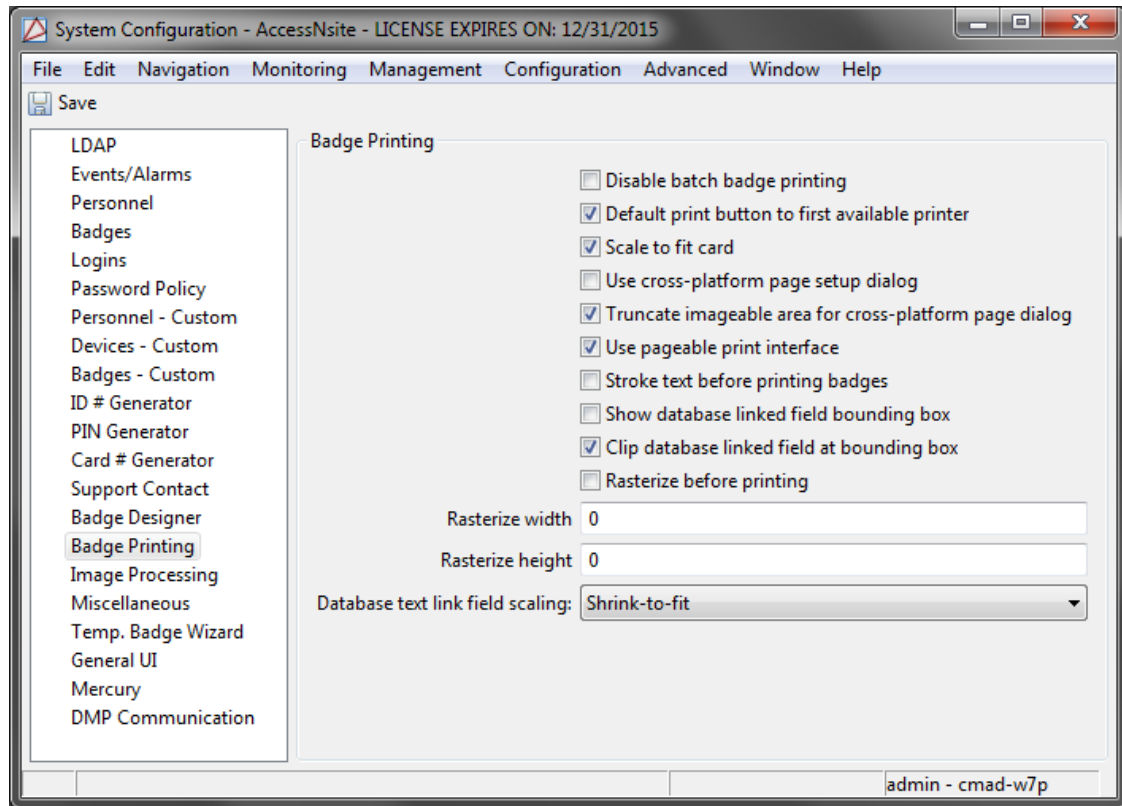 System Configuration - AccessNsite - LICENSE EXPIRES ON: 12/31/2015
File Edit Navigation Monitoring Management Configuration Advanced Window Help
Save
LDAP
Events/Alarms
Personnel
Badges
Logins
Password Policy
Personnel - Custom
Devices - Custom
Badges - Custom
ID # Generator
PIN Generator
Card # Generator
Support Contact
Badge Designer
Badge Printing
Image Processing
Miscellaneous
Temp. Badge Wizard
General UI
Mercury
DMP Communication
Badge Printing
Disable batch badge printing
Default print button to first available printer
Scale to fit card
Use cross-platform page setup dialog
Truncate imageable area for cross-platform page dialog
Use pageable print interface
Stroke text before printing badges
Show database linked field bounding box
Clip database linked field at bounding box
Rasterize before printing
Rasterize width 0
Rasterize height 0
Database text link field scaling: Shrink-to-fit
admin - cmad-w7p